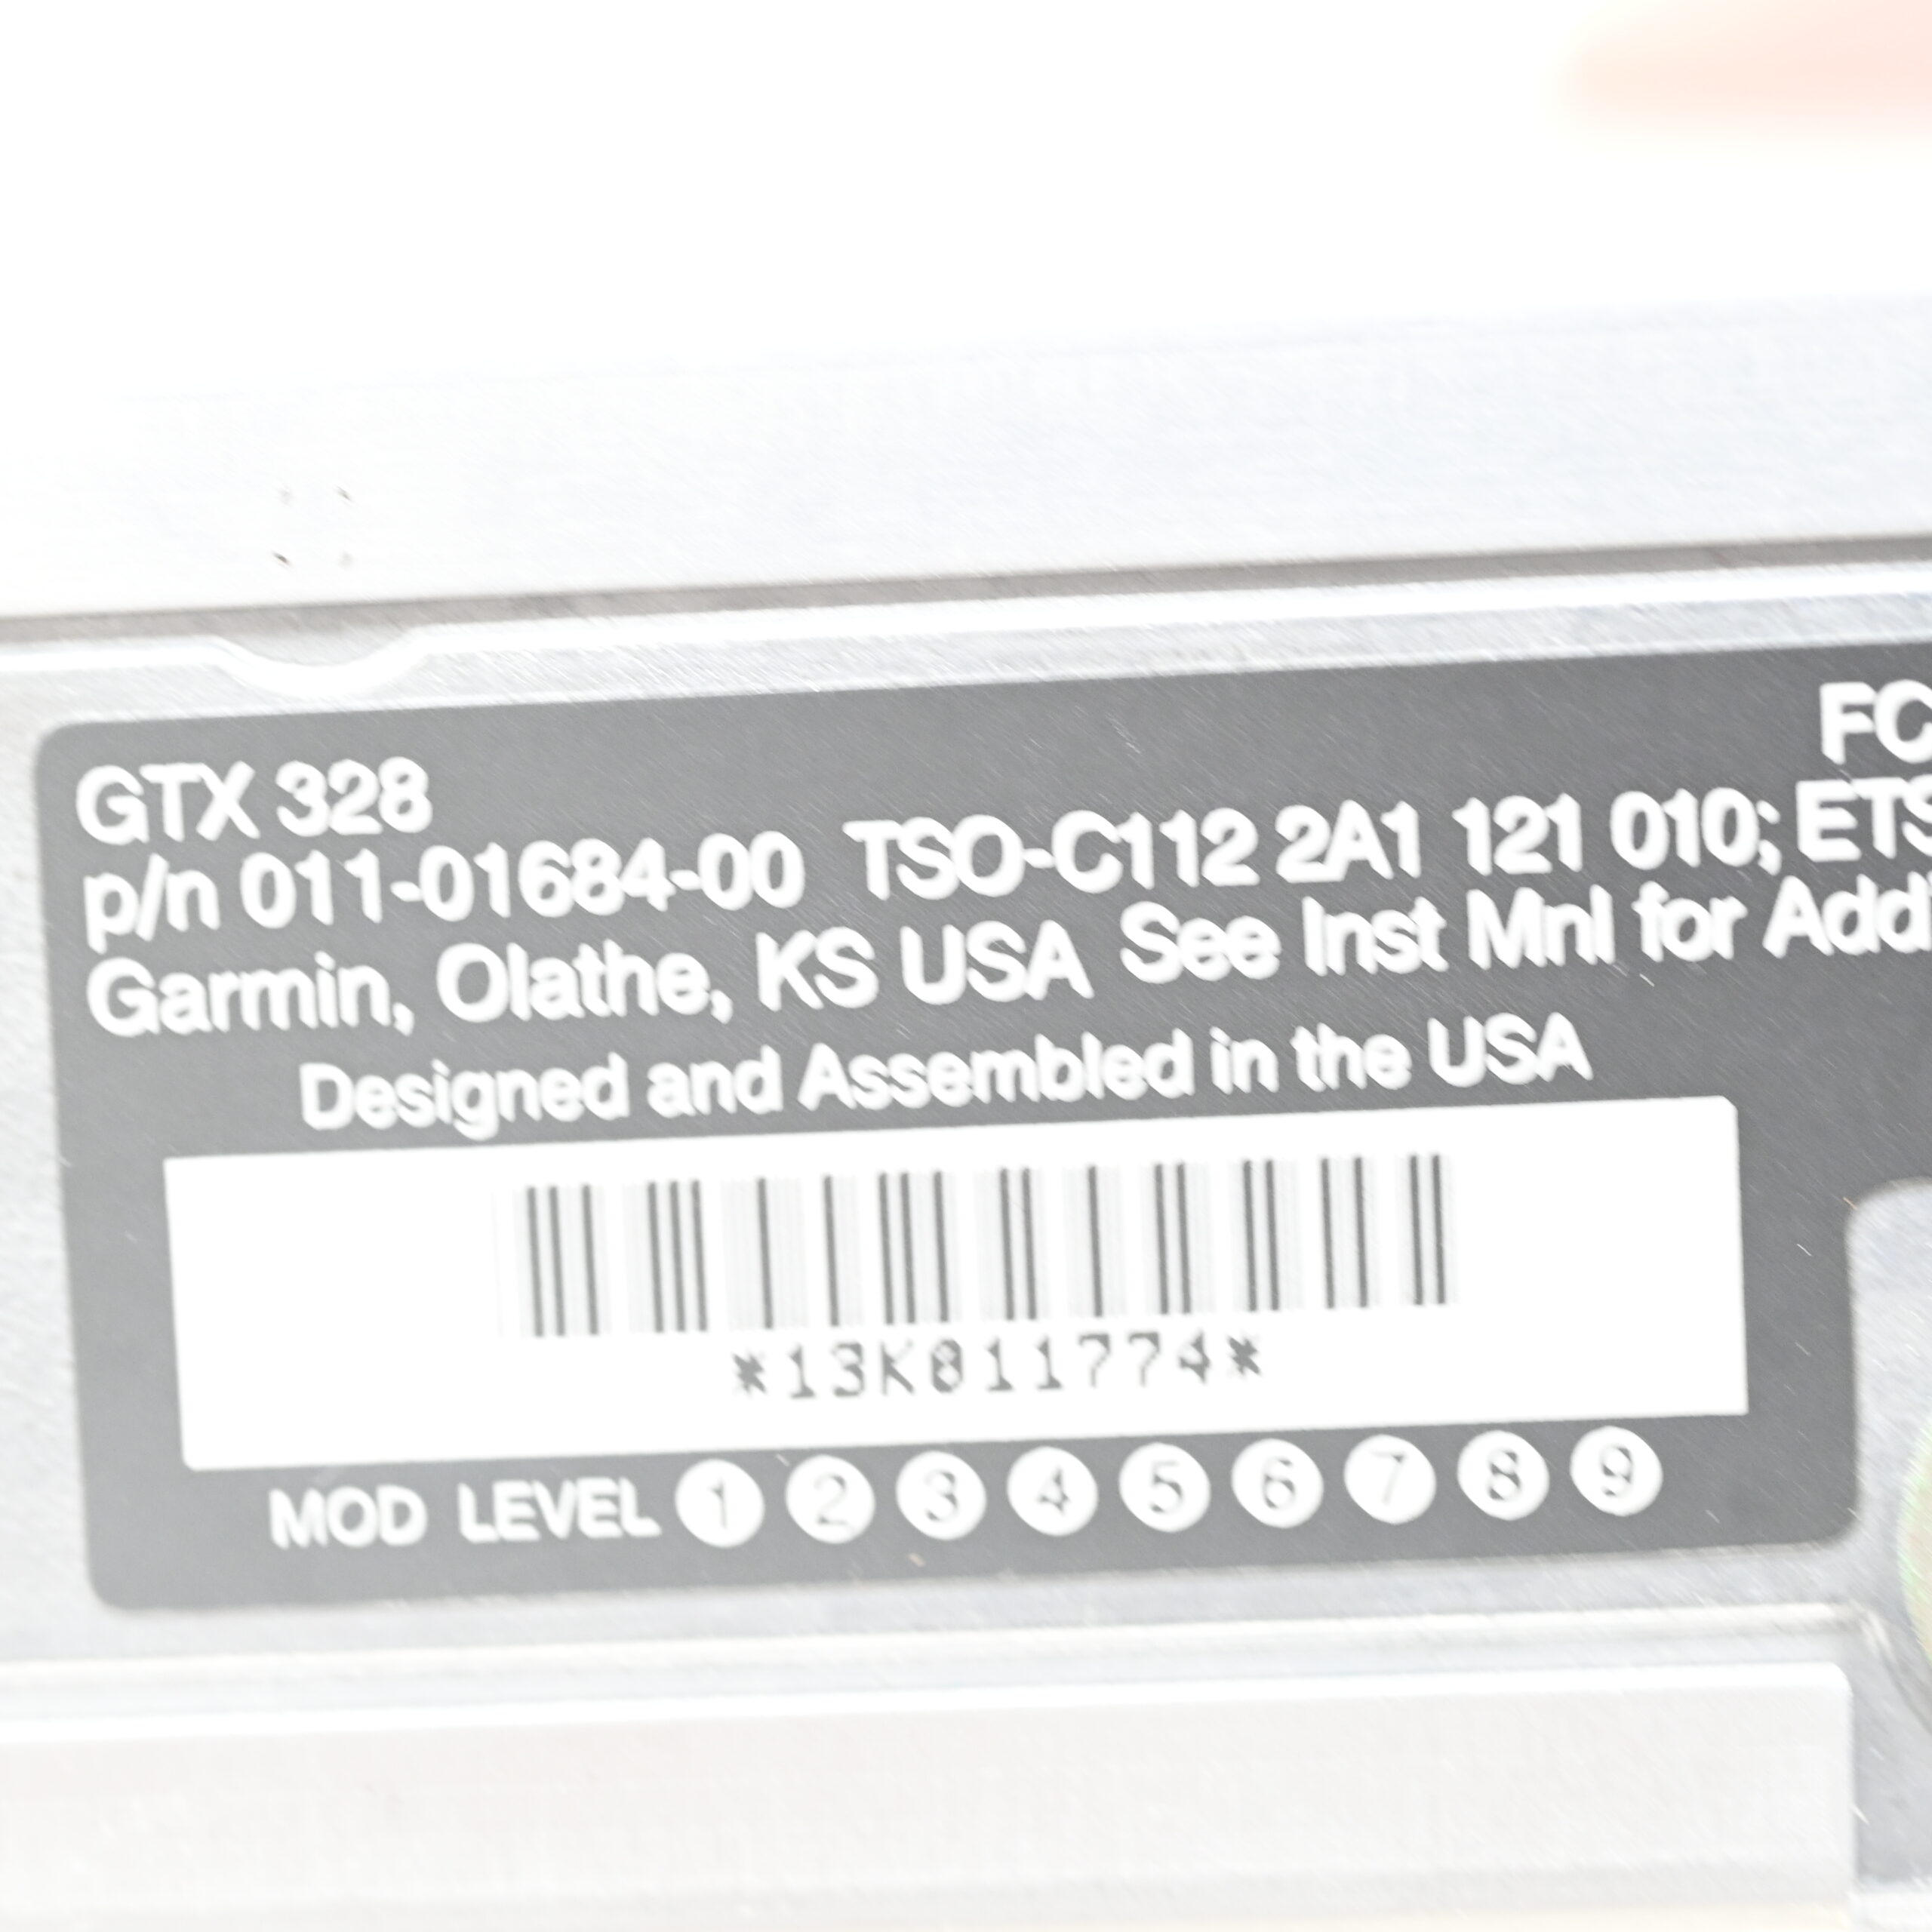 GTX 328
FC
p/n 011-01684-00 TSO-C112 2A1 121 010; ETS
Garmin, Olathe, KS USA See Inst Mnl for Add'
Designed and Assembled in the USA
*13K011774*
MOD LEVEL 1 2 3 4 5 6 7 8 9